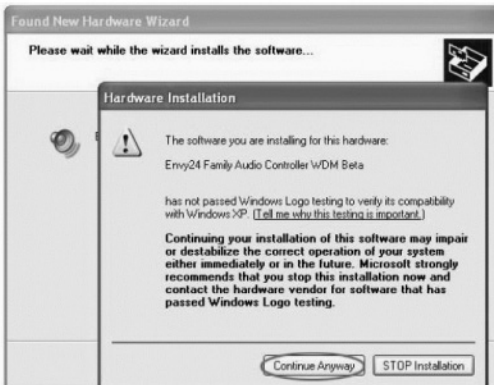 Found New Hardware Wizard
Please wait while the wizard installs the software...
Hardware Installation
The software you are installing for this hardware:
Envy24 Family Audio Controller WDM Beta
has not passed Windows Logo testing to verify its compatibility
with Windows XP. (Tell me why this testing is important.)
Continuing your installation of this software may impair
or destabilize the correct operation of your system
either immediately or in the future. Microsoft strongly
recommends that you stop this installation now and
contact the hardware vendor for software that has
passed Windows Logo testing.
Continue Anyway STOP Installation